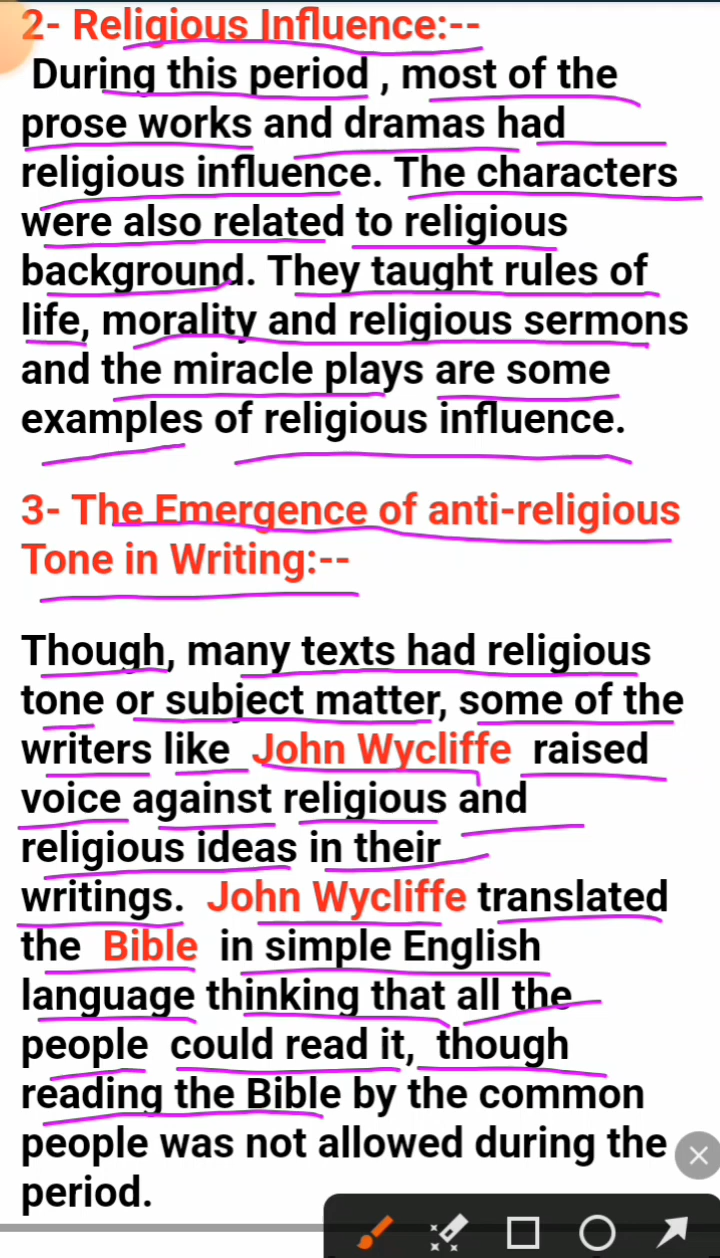 2- Religious Influence:--
During this period , most of the
prose works and dramas had
religious influence. The characters
were also related to religious
background. They taught rules of
life, morality and religious sermons
and the miracle plays are some
examples of religious influence.
3- The Emergence of anti-religious
Tone in Writing:--
Though, many texts had religious
tone or subject matter, some of the
writers like John Wycliffe raised
voice against religious and
religious ideas in their
writings. John Wycliffe translated
the Bible in simple English
language thinking that all the
people could read it, though
reading the Bible by the common
people was not allowed during the
period.